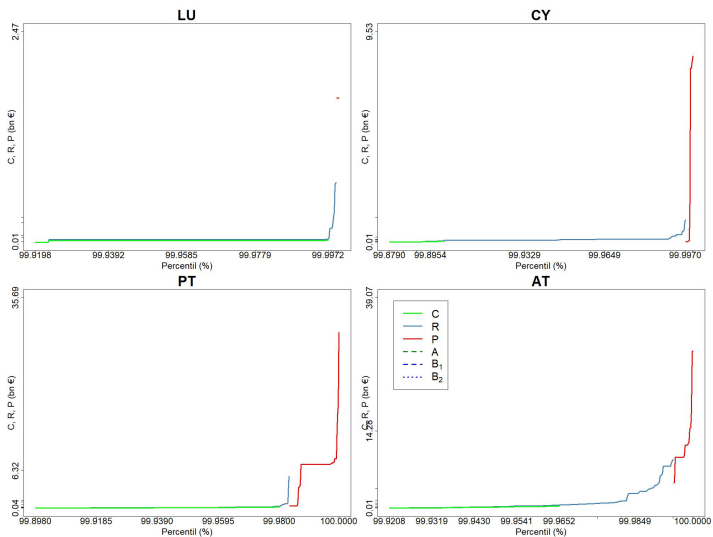 LU
2.47
0.01
C, R, P (bn €)
99.9198 99.9392 99.9585 99.9779 99.9972
Percentil (%)
CY
9.53
0.01
C, R, P (bn €)
99.8790 99.8954 99.9329 99.9649 99.9970
Percentil (%)
PT
35.69
6.32
0.04
C, R, P (bn €)
99.8980 99.9185 99.9390 99.9595 99.9800 100.0000
Percentil (%)
AT
39.07
14.28
0.01
C, R, P (bn €)
C
R
P
A
B₁
B₂
99.9208 99.9319 99.9430 99.9541 99.9652 99.9849 100.0000
Percentil (%)